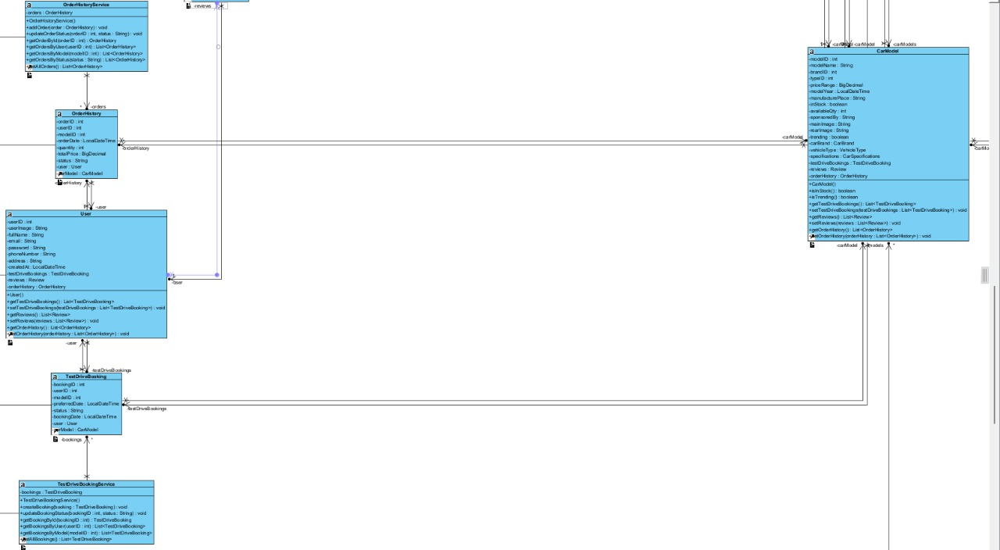 OrderHistoryService
-orders : OrderHistory
+OrderHistoryService()
+addOrder(order : OrderHistory) : void
+updateOrderStatus(orderID : int, status : String) : void
+getOrderById(orderID : int) : OrderHistory
+getOrdersByUser(userID : int) : List<OrderHistory>
+getOrdersByModel(modelID : int) : List<OrderHistory>
+getOrdersByStatus(status : String) : List<OrderHistory>
etAllOrders() : List<OrderHistory>
-reviews
* -orders
OrderHistory
-orderID : int
-userID : int
-modelID : int
-orderDate : LocalDateTime
-quantity : int
-totalPrice : BigDecimal
-status : String
-user : User
arModel : CarModel
-orderHistory
-user
User
-userID : int
-userImage : String
-fullName : String
-email : String
-password : String
-phoneNumber : String
-address : String
-createdAt : LocalDateTime
-testDriveBookings : TestDriveBooking
-reviews : Review
-orderHistory : OrderHistory
+User()
+getTestDriveBookings() : List<TestDriveBooking>
+setTestDriveBookings(testDriveBookings : List<TestDriveBooking>) : void
+getReviews() : List<Review>
+setReviews(reviews : List<Review>) : void
+getOrderHistory() : List<OrderHistory>
etOrderHistory(orderHistory : List<OrderHistory>) : void
-user
-user
-testDriveBookings
TestDriveBooking
-bookingID : int
-userID : int
-modelID : int
-preferredDate : LocalDateTime
-status : String
-bookingDate : LocalDateTime
-user : User
arModel : CarModel
-testDriveBookings
-bookings *
TestDriveBookingService
-bookings : TestDriveBooking
+TestDriveBookingService()
+createBooking(booking : TestDriveBooking) : void
+updateBookingStatus(bookingID : int, status : String) : void
+getBookingById(bookingID : int) : TestDriveBooking
+getBookingsByUser(userID : int) : List<TestDriveBooking>
+getBookingsByModel(modelID : int) : List<TestDriveBooking>
etAllBookings() : List<TestDriveBooking>
-carModel
-carModels
CarModel
-modelID : int
-modelName : String
-brandID : int
-typeID : int
-priceRange : BigDecimal
-modelYear : LocalDateTime
-manufacturePlace : String
-inStock : boolean
-availableQty : int
-sponsoredBy : String
-mainImage : String
-rearImage : String
-trending : boolean
-carBrand : CarBrand
-vehicleType : VehicleType
-specifications : CarSpecifications
-testDriveBookings : TestDriveBooking
-reviews : Review
-orderHistory : OrderHistory
+CarModel()
+isInStock() : boolean
+isTrending() : boolean
+getTestDriveBookings() : List<TestDriveBooking>
+setTestDriveBookings(testDriveBookings : List<TestDriveBooking>) : void
+getReviews() : List<Review>
+setReviews(reviews : List<Review>) : void
+getOrderHistory() : List<OrderHistory>
etOrderHistory(orderHistory : List<OrderHistory>) : void
-carModel
-carModel
-carMo
*